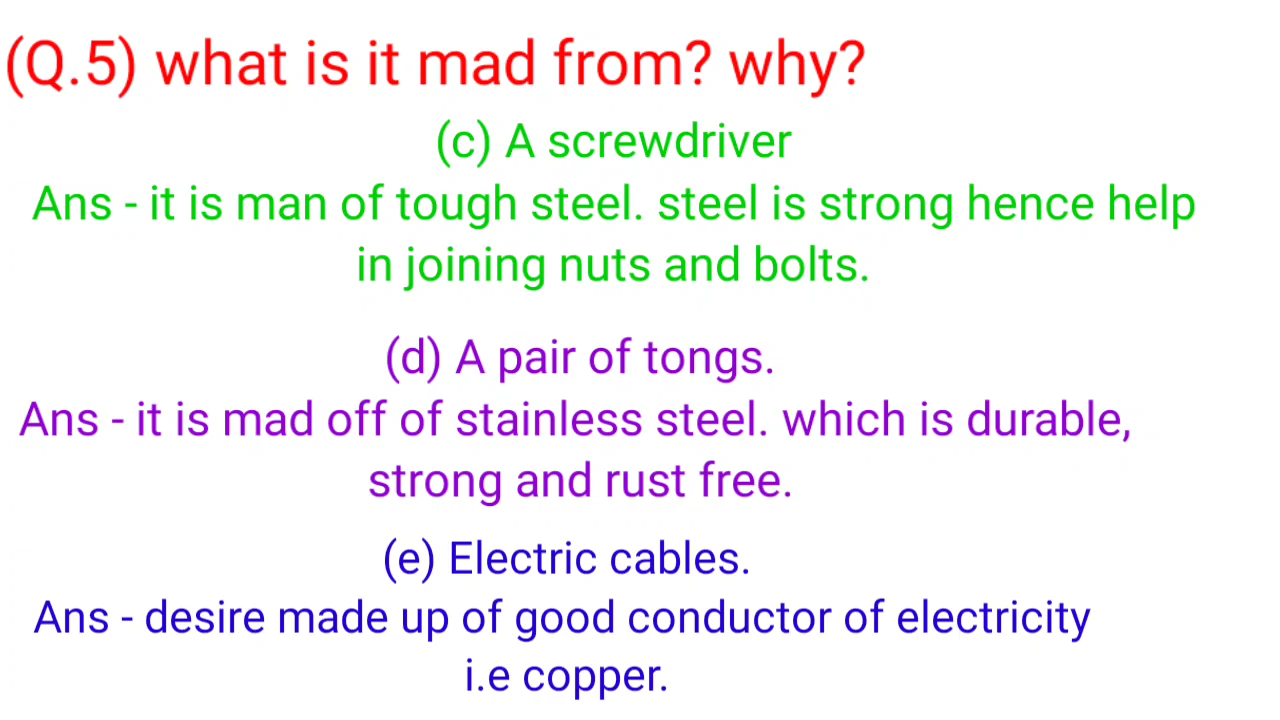 (Q.5) what is it mad from? why?
(c) A screwdriver
Ans - it is man of tough steel. steel is strong hence help
in joining nuts and bolts.
(d) A pair of tongs.
Ans - it is mad off of stainless steel. which is durable,
strong and rust free.
(e) Electric cables.
Ans - desire made up of good conductor of electricity
i.e copper.